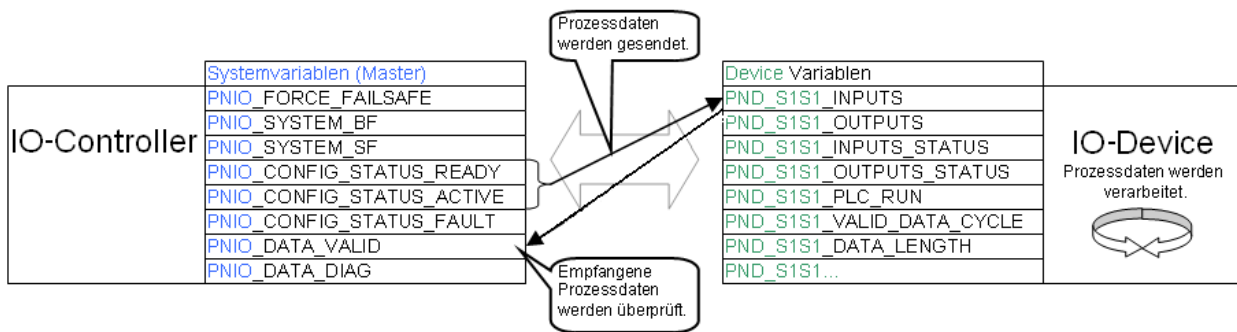 Prozessdaten
werden gesendet.
Systemvariablen (Master)
Device Variablen
IO-Controller
PNIO_FORCE_FAILSAFE
PNIO_SYSTEM_BF
PNIO_SYSTEM_SF
PNIO_CONFIG_STATUS_READY
PNIO_CONFIG_STATUS_ACTIVE
PNIO_CONFIG_STATUS_FAULT
PNIO_DATA_VALID
PNIO_DATA_DIAG
PND_S1S1_INPUTS
PND_S1S1_OUTPUTS
PND_S1S1_INPUTS_STATUS
PND_S1S1_OUTPUTS_STATUS
PND_S1S1_PLC_RUN
PND_S1S1_VALID_DATA_CYCLE
PND_S1S1_DATA_LENGTH
PND_S1S1...
IO-Device
Prozessdaten werden
verarbeitet.
Empfangene
Prozessdaten
werden überprüft.